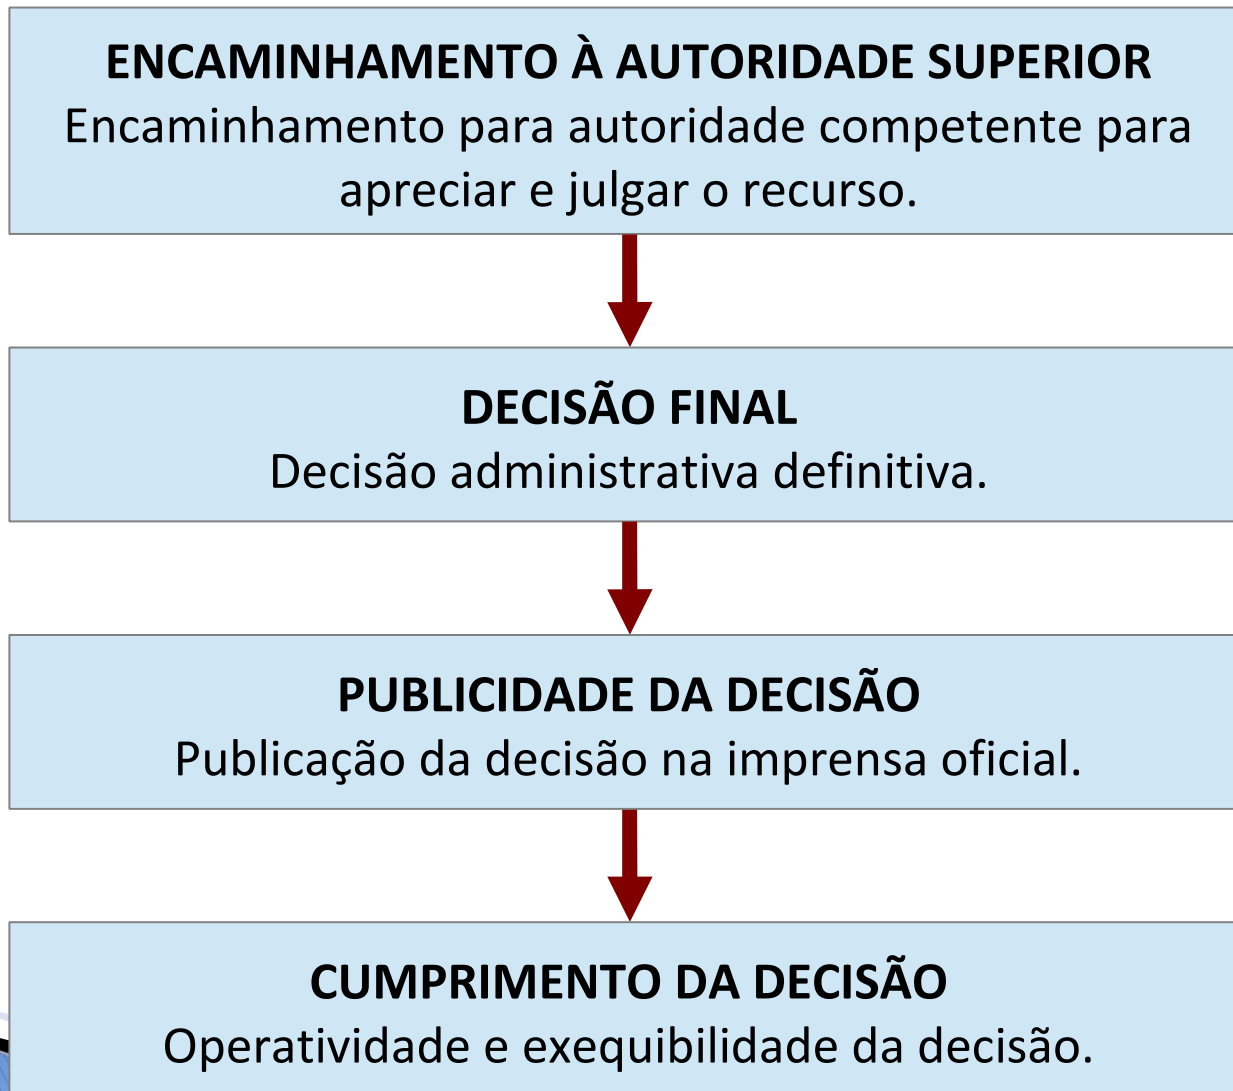 ENCAMINHAMENTO À AUTORIDADE SUPERIOR
Encaminhamento para autoridade competente para
apreciar e julgar o recurso.
DECISÃO FINAL
Decisão administrativa definitiva.
PUBLICIDADE DA DECISÃO
Publicação da decisão na imprensa oficial.
CUMPRIMENTO DA DECISÃO
Operatividade e exequibilidade da decisão.